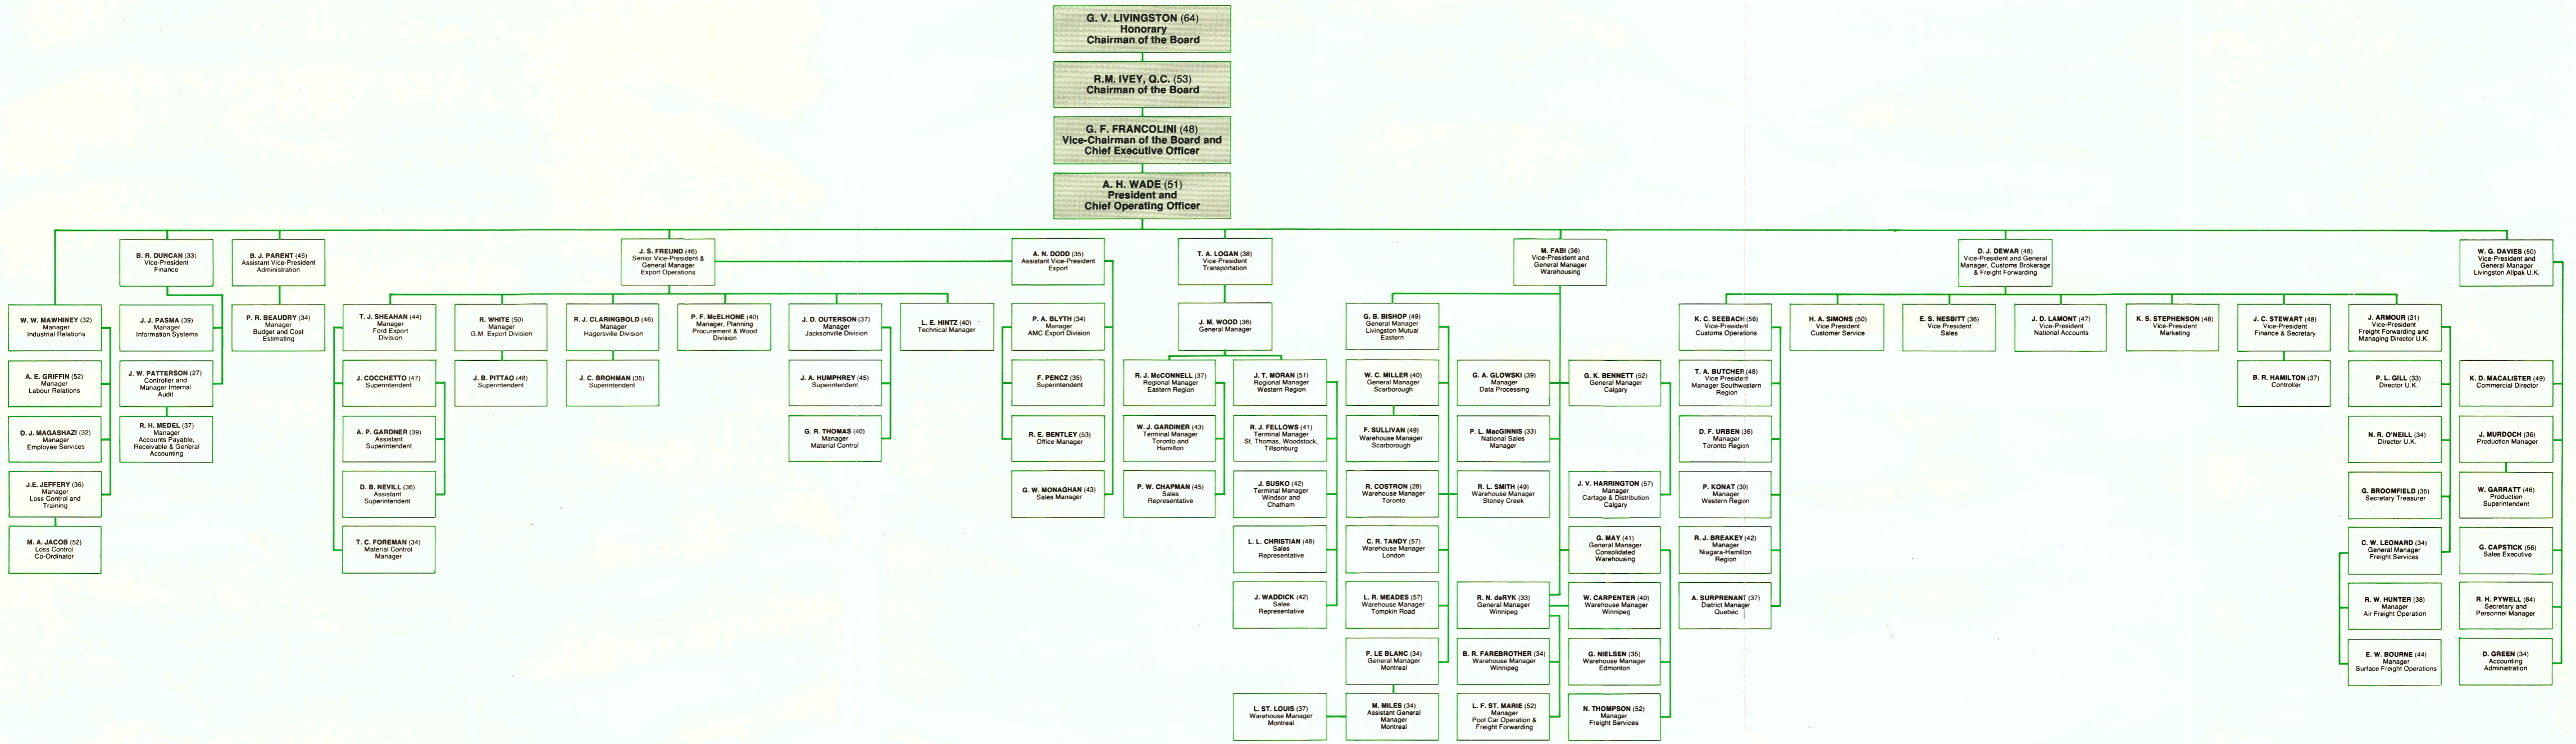 G. V. LIVINGSTON (64)
Honorary
Chairman of the Board
R.M. IVEY, Q.C. (53)
Chairman of the Board
G. F. FRANCOLINI (48)
Vice-Chairman of the Board and
Chief Executive Officer
A. H. WADE (51)
President and
Chief Operating Officer
B. R. DUNCAN (33)
Vice-President
Finance
B. J. PARENT (45)
Assistant Vice-President
Administration
J. S. FREUND (46)
Senior Vice-President &
General Manager
Export Operations
A. N. DODD (35)
Assistant Vice-President
Export
T. A. LOGAN (38)
Vice-President
Transportation
M. FABI (36)
Vice-President and
General Manager
Warehousing
D. J. DEWAR (48)
Vice-President and General
Manager, Customs Brokerage
& Freight Forwarding
W. G. DAVIES (50)
Vice-President and
General Manager
Livingston Allpak U.K.
W. W. MAWHINEY (32)
Manager
Industrial Relations
J. J. PASMA (39)
Manager
Information Systems
P. R. BEAUDRY (34)
Manager
Budget and Cost
Estimating
T. J. SHEAHAN (44)
Manager
Ford Export
Division
R. WHITE (50)
Manager
G.M. Export Division
R. J. CLARINGBOLD (46)
Manager
Hagersville Division
P. F. McELHONE (40)
Manager, Planning
Procurement & Wood
Division
J. D. OUTERSON (37)
Manager
Jacksonville Division
L. E. HINTZ (40)
Technical Manager
P. A. BLYTH (34)
Manager
AMC Export Division
J. M. WOOD (36)
General Manager
G. B. BISHOP (49)
General Manager
Livingston Mutual
Eastern
K. C. SEEBACH (56)
Vice-President
Customs Operations
H. A. SIMONS (50)
Vice President
Customer Service
E. S. NESBITT (36)
Vice President
Sales
J. D. LAMONT (47)
Vice-President
National Accounts
K. S. STEPHENSON (48)
Vice-President
Marketing
J. C. STEWART (48)
Vice-President
Finance & Secretary
J. ARMOUR (31)
Vice-President
Freight Forwarding and
Managing Director U.K.
A. E. GRIFFIN (52)
Manager
Labour Relations
J. W. PATTERSON (27)
Controller and
Manager Internal
Audit
J. COCCHETTO (47)
Superintendent
J. B. PITTAO (48)
Superintendent
J. C. BROHMAN (35)
Superintendent
J. A. HUMPHREY (45)
Superintendent
F. PENCZ (35)
Superintendent
R. J. McCONNELL (37)
Regional Manager
Eastern Region
J. T. MORAN (51)
Regional Manager
Western Region
W. C. MILLER (40)
General Manager
Scarborough
G. A. GLOWSKI (39)
Manager
Data Processing
G. K. BENNETT (52)
General Manager
Calgary
T. A. BUTCHER (48)
Vice President
Manager Southwestern
Region
B. R. HAMILTON (37)
Controller
P. L. GILL (33)
Director U.K.
K. D. MACALISTER (49)
Commercial Director
D. J. MAGASHAZI (32)
Manager
Employee Services
R. H. MEDEL (37)
Manager
Accounts Payable,
Receivable & General
Accounting
A. P. GARDNER (39)
Assistant
Superintendent
G. R. THOMAS (40)
Manager
Material Control
R. E. BENTLEY (53)
Office Manager
W. J. GARDINER (43)
Terminal Manager
Toronto and
Hamilton
R. J. FELLOWS (41)
Terminal Manager
St. Thomas, Woodstock,
Tillsonburg
F. SULLIVAN (49)
Warehouse Manager
Scarborough
P. L. MacGINNIS (33)
National Sales
Manager
D. F. URBEN (36)
Manager
Toronto Region
N. R. O'NEILL (34)
Director U.K.
J. MURDOCH (36)
Production Manager
J.E. JEFFERY (36)
Manager
Loss Control and
Training
D. B. NEVILL (36)
Assistant
Superintendent
G. W. MONAGHAN (43)
Sales Manager
P. W. CHAPMAN (45)
Sales
Representative
J. SUSKO (42)
Terminal Manager
Windsor and
Chatham
R. COSTRON (28)
Warehouse Manager
Toronto
R. L. SMITH (49)
Warehouse Manager
Stoney Creek
J. V. HARRINGTON (57)
Manager
Cartage & Distribution
Calgary
P. KONAT (30)
Manager
Western Region
G. BROOMFIELD (35)
Secretary Treasurer
W. GARRATT (46)
Production
Superintendent
M. A. JACOB (52)
Loss Control
Co-Ordinator
T. C. FOREMAN (34)
Material Control
Manager
L. L. CHRISTIAN (48)
Sales
Representative
C. R. TANDY (57)
Warehouse Manager
London
G. MAY (41)
General Manager
Consolidated
Warehousing
R. J. BREAKEY (42)
Manager
Niagara-Hamilton
Region
C. W. LEONARD (34)
General Manager
Freight Services
G. CAPSTICK (56)
Sales Executive
J. WADDICK (42)
Sales
Representative
L. R. MEADES (57)
Warehouse Manager
Tompkin Road
R. N. deRYK (33)
General Manager
Winnipeg
W. CARPENTER (40)
Warehouse Manager
Winnipeg
A. SURPRENANT (37)
District Manager
Quebec
R. W. HUNTER (38)
Manager
Air Freight Operation
R. H. PYWELL (64)
Secretary and
Personnel Manager
P. LE BLANC (34)
General Manager
Montreal
B. R. FAREBROTHER (34)
Warehouse Manager
Winnipeg
G. NIELSEN (35)
Warehouse Manager
Edmonton
E. W. BOURNE (44)
Manager
Surface Freight Operations
D. GREEN (34)
Accounting
Administration
L. ST. LOUIS (37)
Warehouse Manager
Montreal
M. MILES (34)
Assistant General
Manager
Montreal
L. F. ST. MARIE (52)
Manager
Pool Car Operation &
Freight Forwarding
N. THOMPSON (52)
Manager
Freight Services